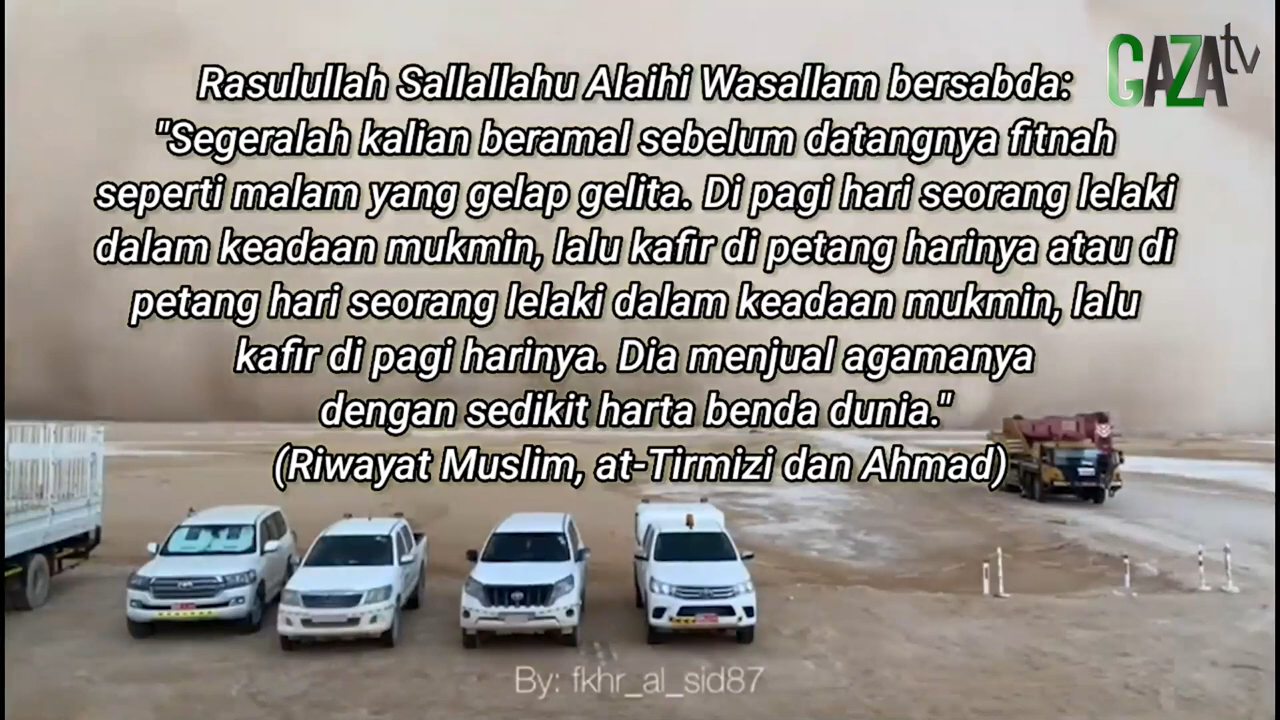 GAZAtv
Rasulullah Sallallahu Alaihi Wasallam bersabda:
"Segeralah kalian beramal sebelum datangnya fitnah
seperti malam yang gelap gelita. Di pagi hari seorang lelaki
dalam keadaan mukmin, lalu kafir di petang harinya atau di
petang hari seorang lelaki dalam keadaan mukmin, lalu
kafir di pagi harinya. Dia menjual agamanya
dengan sedikit harta benda dunia."
(Riwayat Muslim, at-Tirmizi dan Ahmad)
By: fkhr_al_sid87